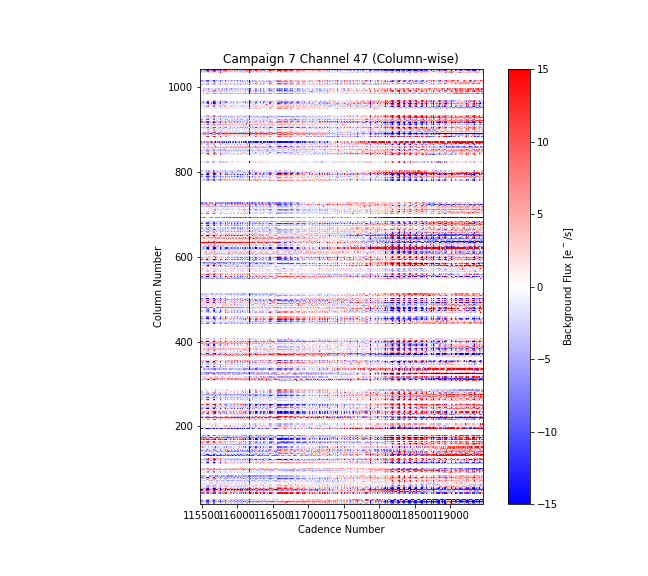 Campaign 7 Channel 47 (Column-wise)
1000
800
600
400
200
Column Number
115500 116000 116500 117000 117500 118000 118500 119000
Cadence Number
15
10
5
0
−5
−10
−15
Background Flux [e⁻/s]